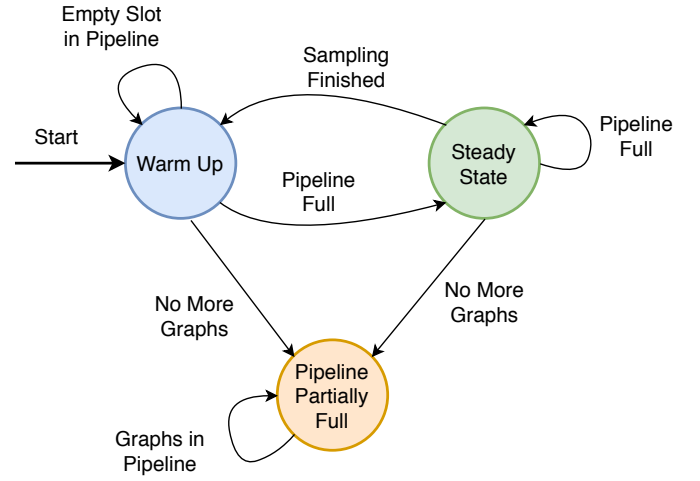 Empty Slot
in Pipeline
Sampling
Finished
Start
Warm Up
Steady
State
Pipeline
Full
Pipeline
Full
No More
Graphs
No More
Graphs
Pipeline
Partially
Full
Graphs in
Pipeline